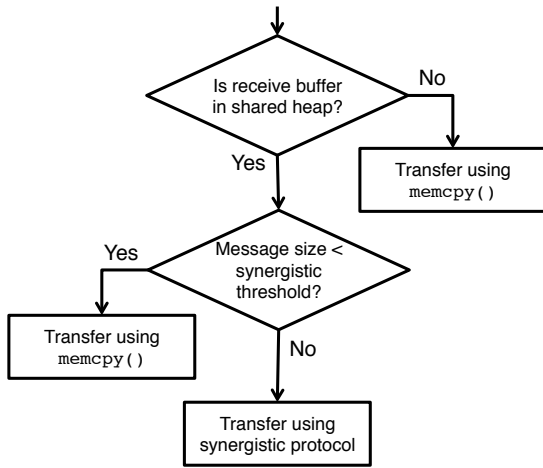 Is receive buffer
in shared heap?
No
Yes
Transfer using
memcpy()
Message size <
synergistic
threshold?
Yes
Transfer using
memcpy()
No
Transfer using
synergistic protocol